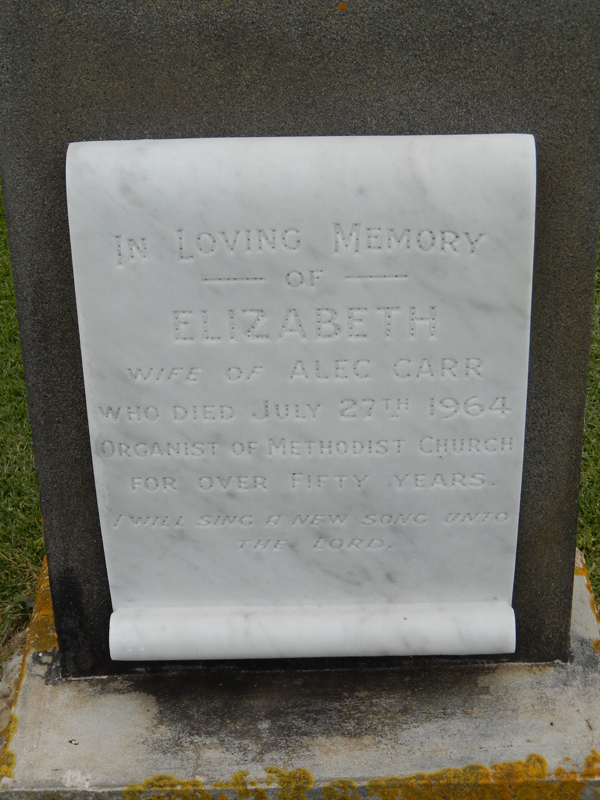 In Loving Memory
OF
ELIZABETH
WIFE OF ALEC CARR
WHO DIED JULY 27TH 1964
ORGANIST OF METHODIST CHURCH
FOR OVER FIFTY YEARS.
I WILL SING A NEW SONG UNTO
THE LORD.